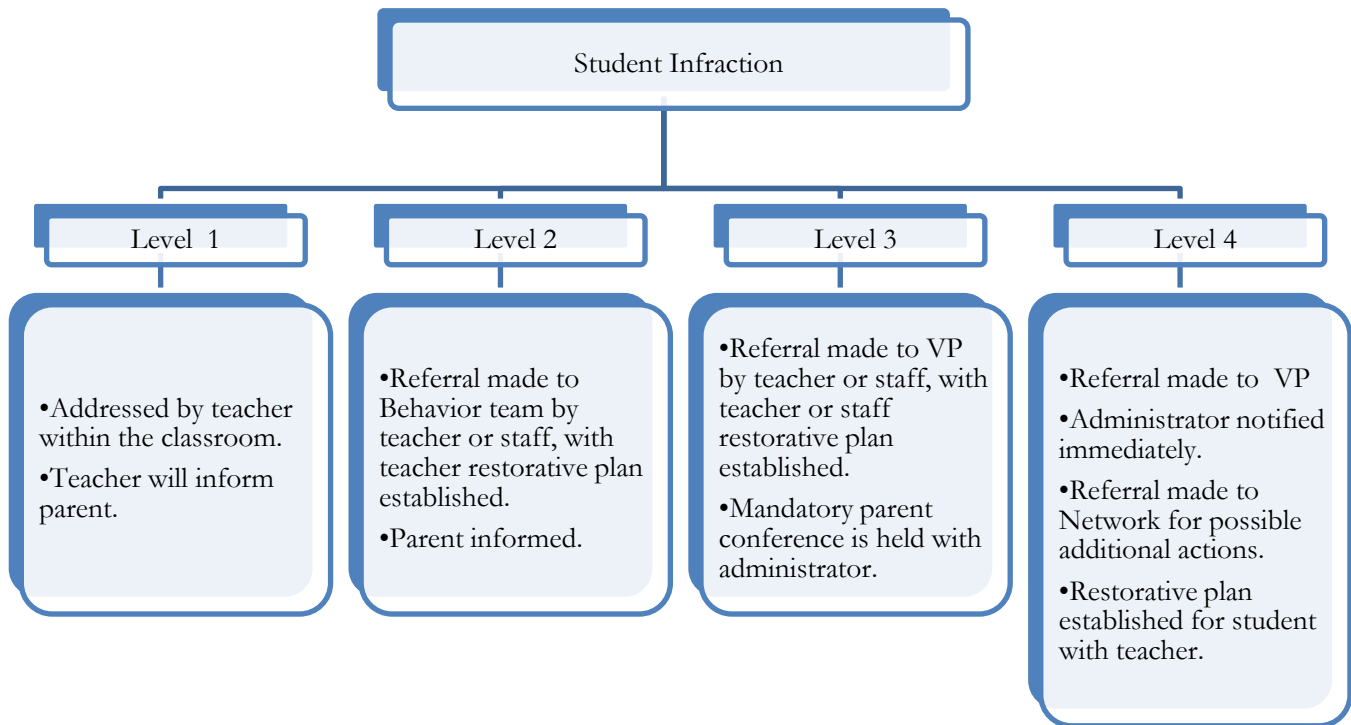 Student Infraction
Level 1
Level 2
Level 3
Level 4
•Addressed by teacher
within the classroom.
•Teacher will inform
parent.
•Referral made to
Behavior team by
teacher or staff, with
teacher restorative plan
established.
•Parent informed.
•Referral made to VP
by teacher or staff, with
teacher or staff
restorative plan
established.
•Mandatory parent
conference is held with
administrator.
•Referral made to VP
•Administrator notified
immediately.
•Referral made to
Network for possible
additional actions.
•Restorative plan
established for student
with teacher.